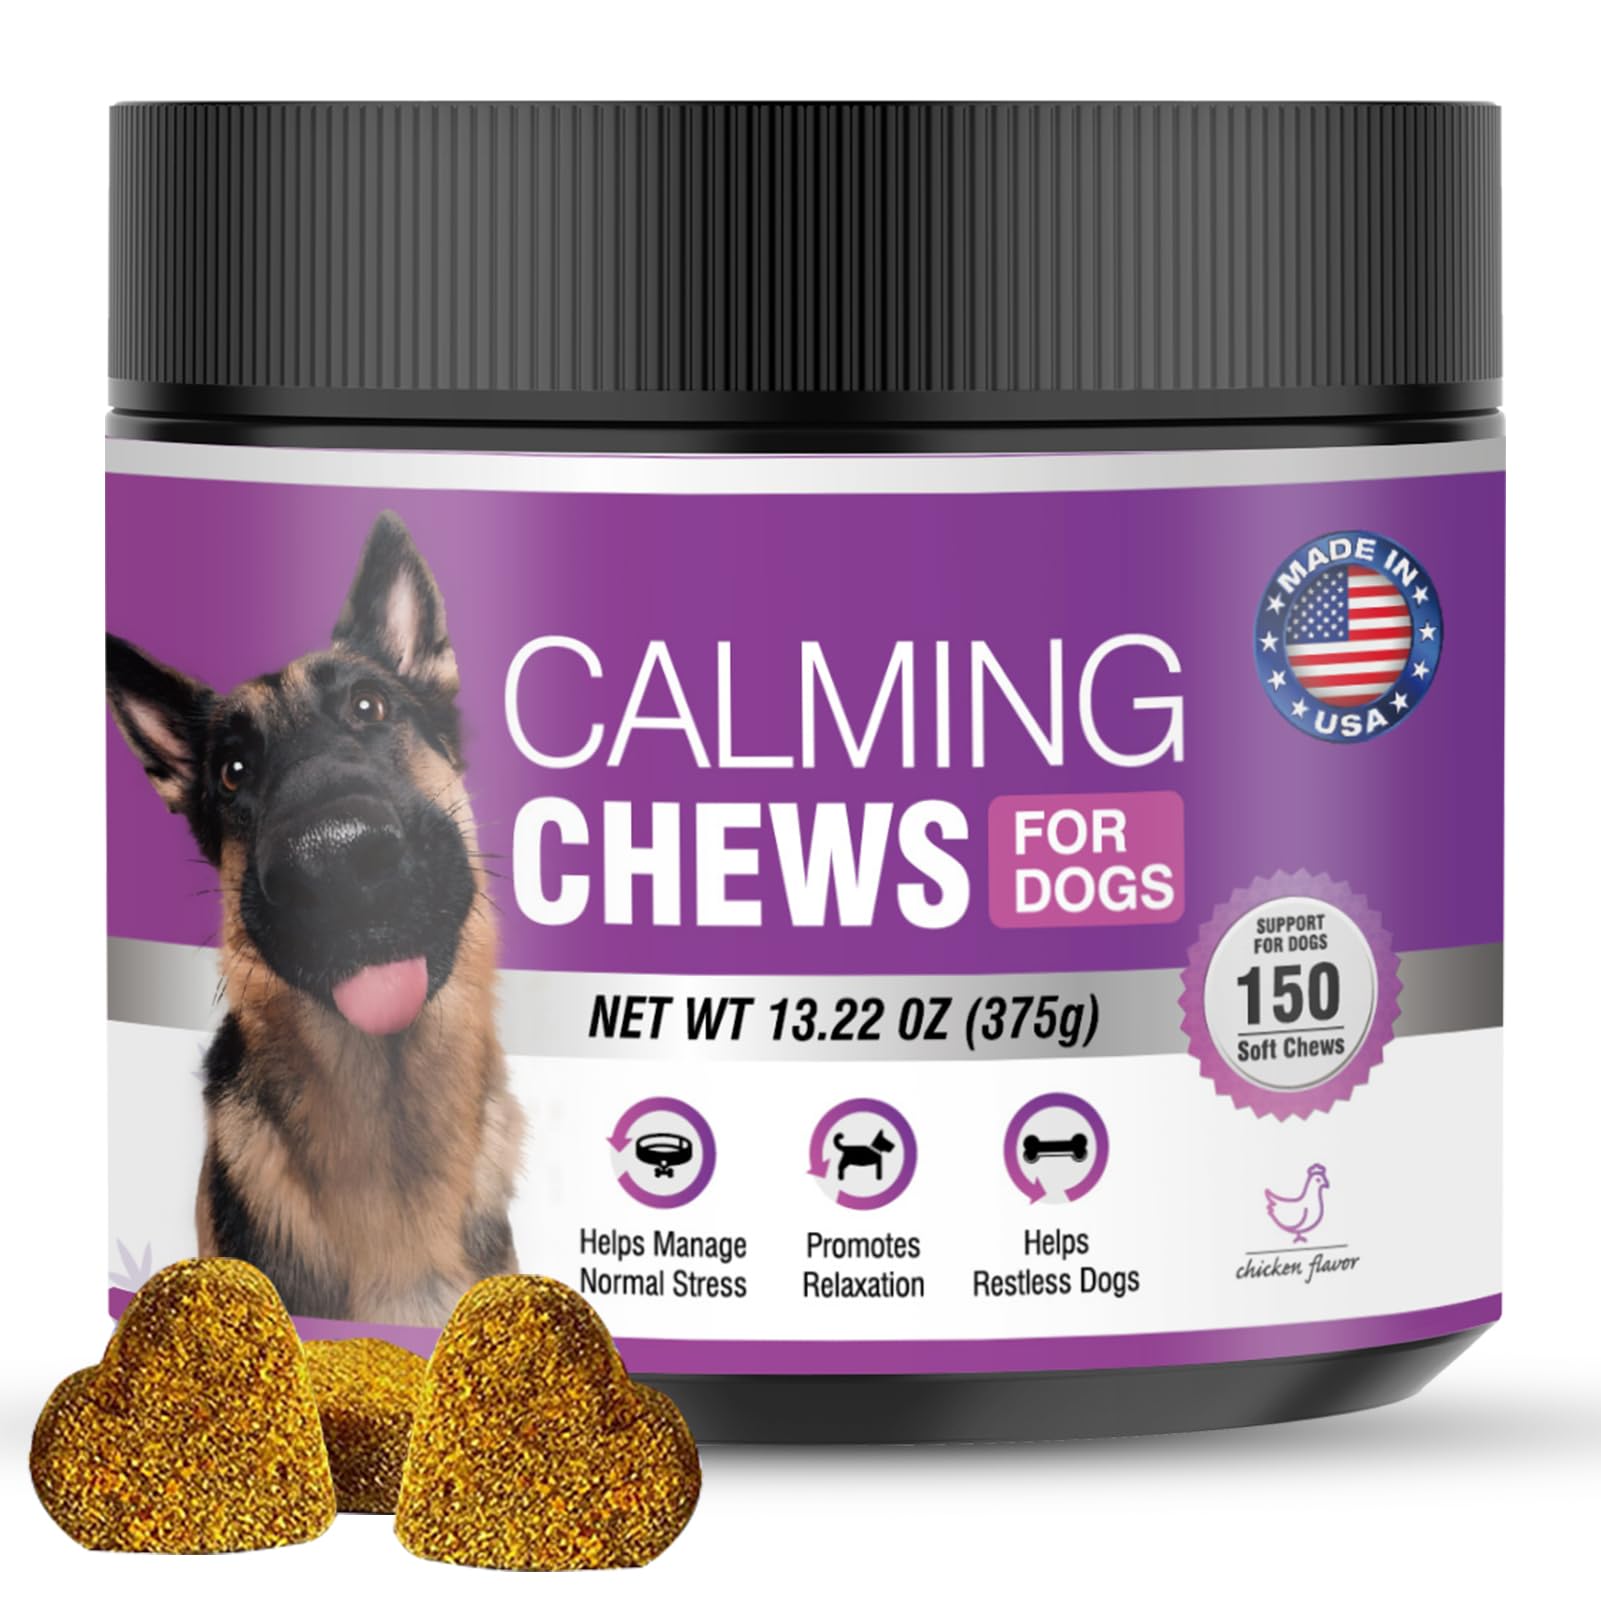 MADE IN
USA
CALMING
CHEWS
FOR
DOGS
SUPPORT
FOR DOGS
150
Soft Chews
NET WT 13.22 OZ (375g)
Helps Manage
Normal Stress
Promotes
Relaxation
Helps
Restless Dogs
chicken flavor